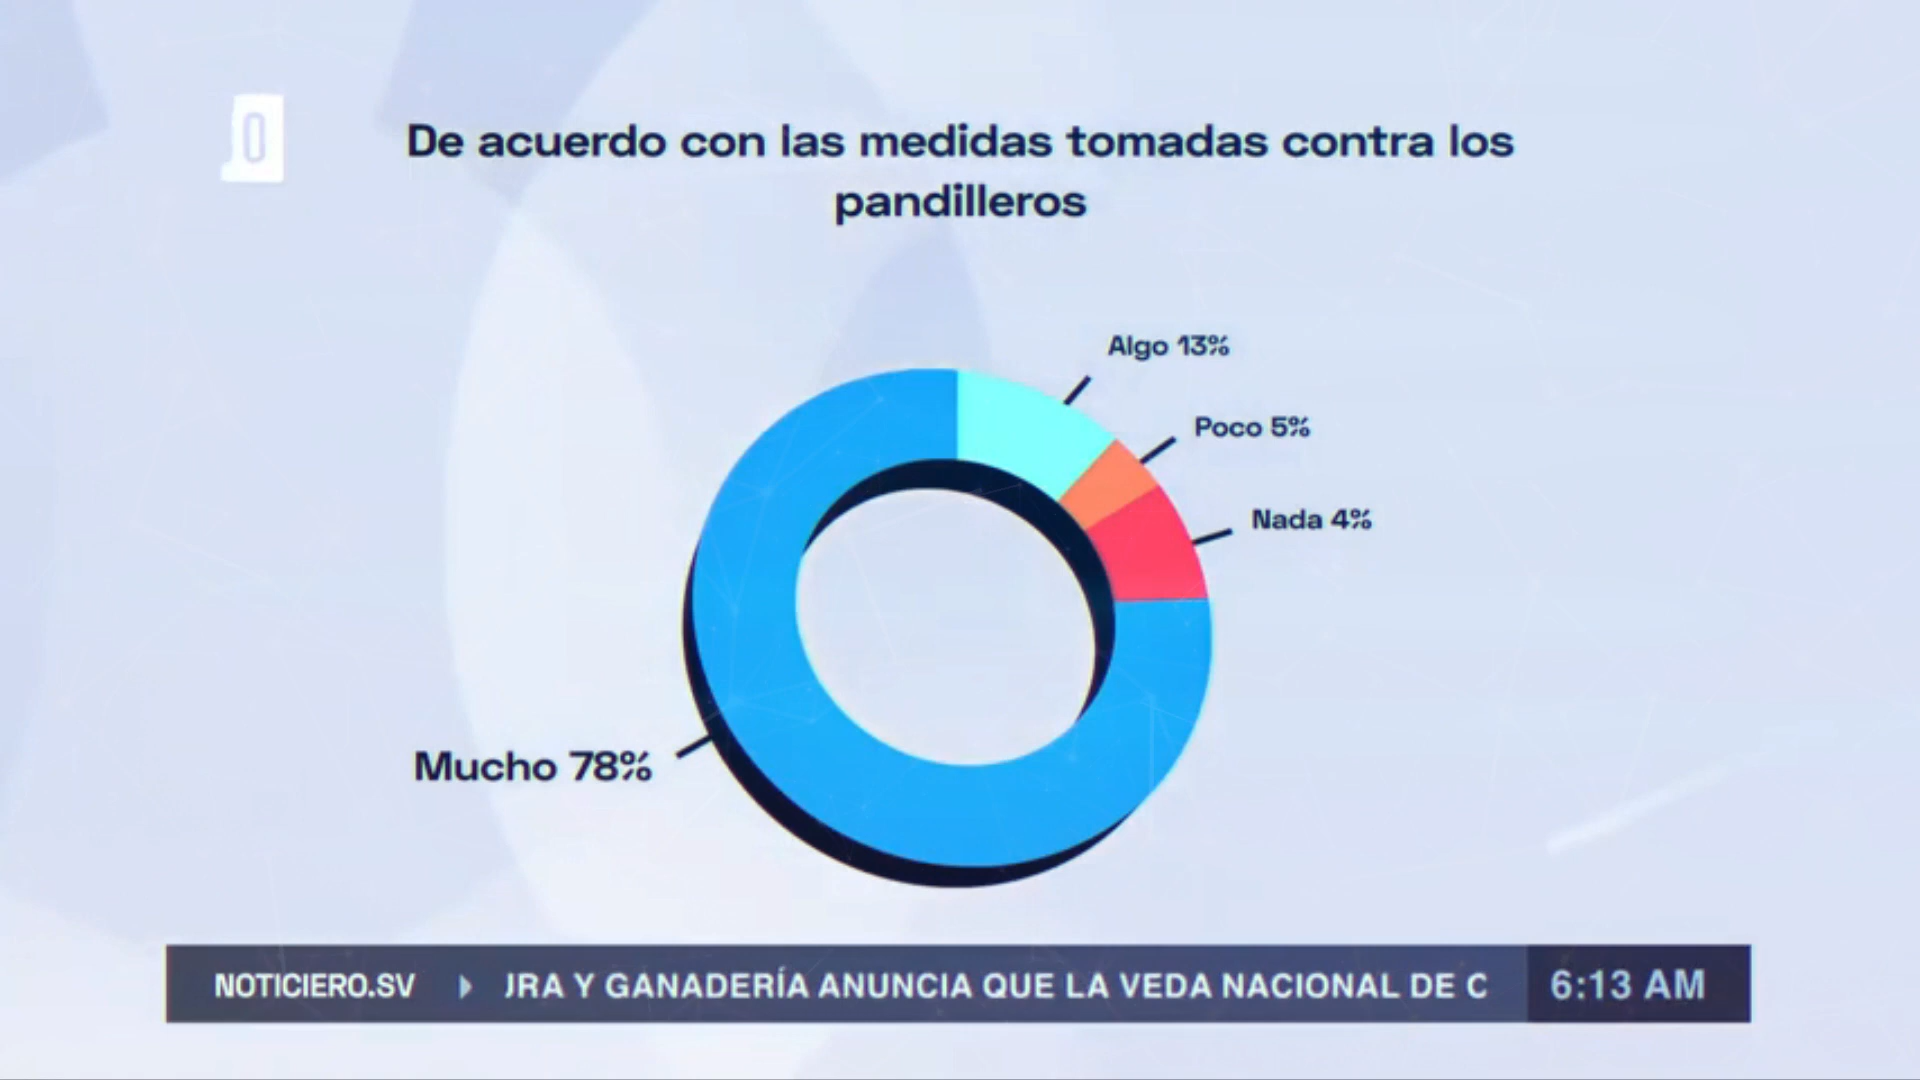 De acuerdo con las medidas tomadas contra los
pandilleros
Algo 13%
Poco 5%
Nada 4%
Mucho 78%
NOTICIERO.SV
GANADERÍA ANUNCIA QUE LA VEDA NACIONAL DE
6:13 AM